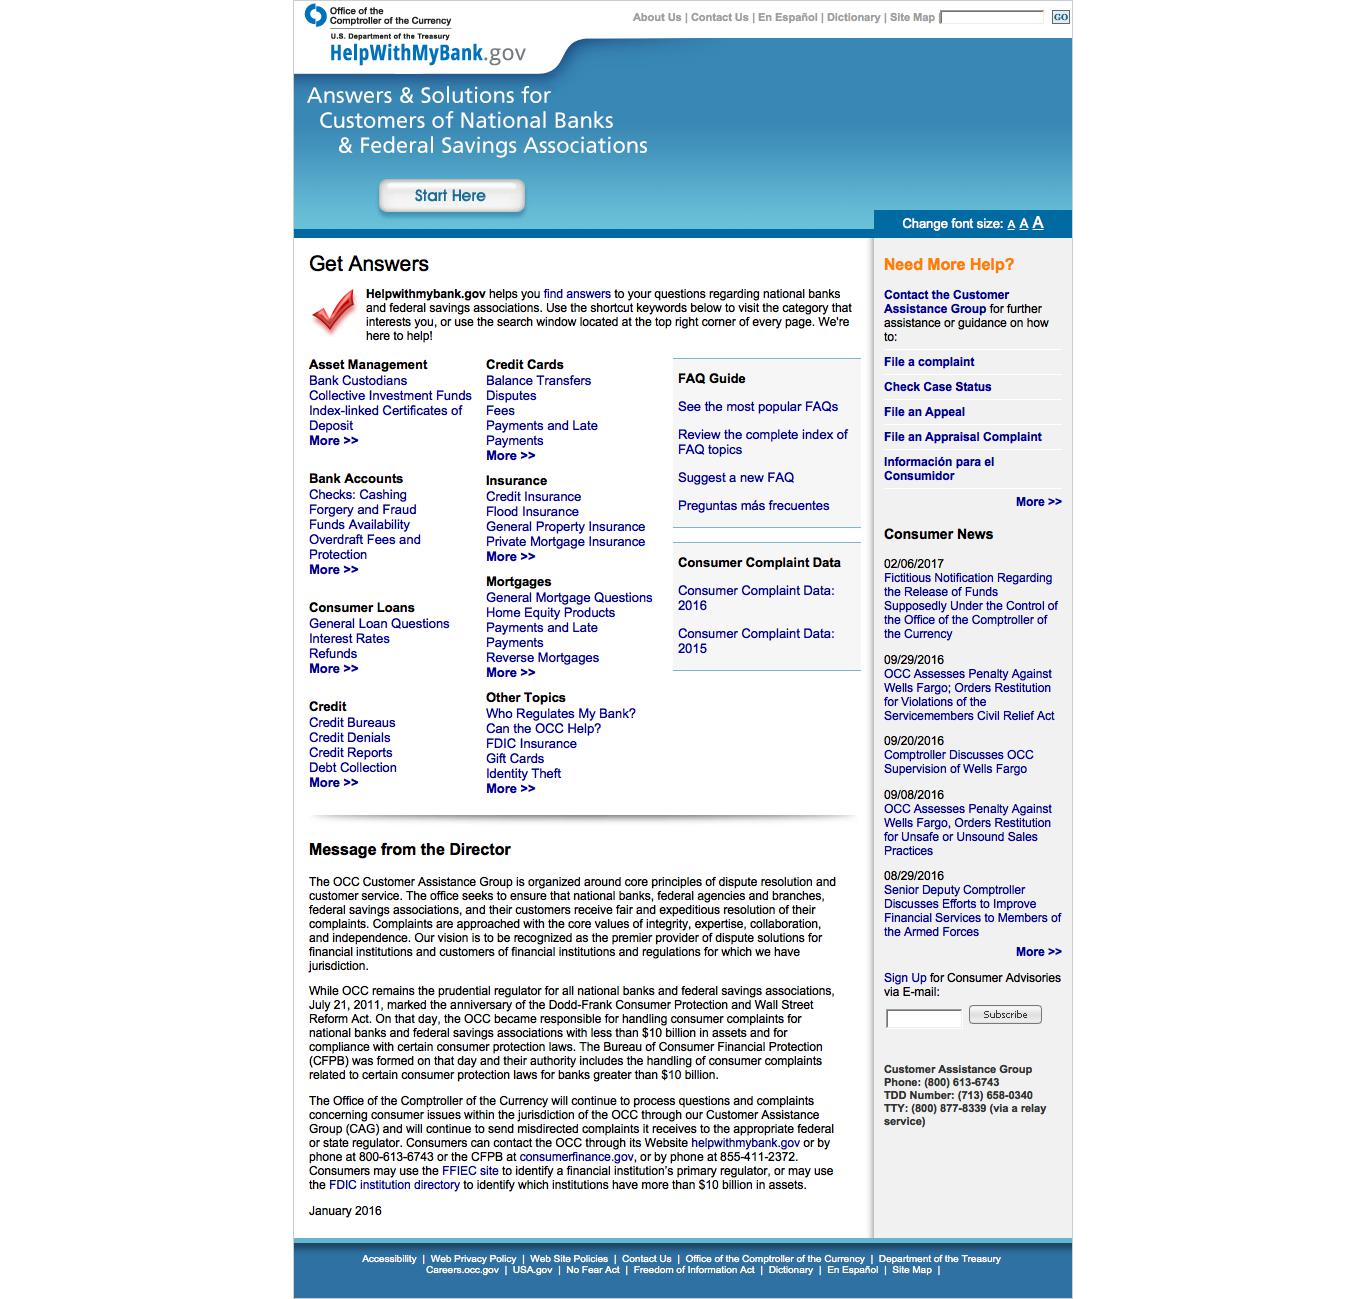 Office of the
Comptroller of the Currency
U.S. Department of the Treasury
HelpWithMyBank.gov
About Us | Contact Us | En Español | Dictionary | Site Map |
GO
Answers & Solutions for
Customers of National Banks
& Federal Savings Associations
Start Here
Change font size: A A A
Get Answers
Helpwithmybank.gov helps you find answers to your questions regarding national banks
and federal savings associations. Use the shortcut keywords below to visit the category that
interests you, or use the search window located at the top right corner of every page. We're
here to help!
Asset Management
Bank Custodians
Collective Investment Funds
Index-linked Certificates of
Deposit
More >>
Bank Accounts
Checks: Cashing
Forgery and Fraud
Funds Availability
Overdraft Fees and
Protection
More >>
Consumer Loans
General Loan Questions
Interest Rates
Refunds
More >>
Credit
Credit Bureaus
Credit Denials
Credit Reports
Debt Collection
More >>
Credit Cards
Balance Transfers
Disputes
Fees
Payments and Late
Payments
More >>
Insurance
Credit Insurance
Flood Insurance
General Property Insurance
Private Mortgage Insurance
More >>
Mortgages
General Mortgage Questions
Home Equity Products
Payments and Late
Payments
Reverse Mortgages
More >>
Other Topics
Who Regulates My Bank?
Can the OCC Help?
FDIC Insurance
Gift Cards
Identity Theft
More >>
FAQ Guide
See the most popular FAQs
Review the complete index of
FAQ topics
Suggest a new FAQ
Preguntas más frecuentes
Consumer Complaint Data
Consumer Complaint Data:
2016
Consumer Complaint Data:
2015
Message from the Director
The OCC Customer Assistance Group is organized around core principles of dispute resolution and
customer service. The office seeks to ensure that national banks, federal agencies and branches,
federal savings associations, and their customers receive fair and expeditious resolution of their
complaints. Complaints are approached with the core values of integrity, expertise, collaboration,
and independence. Our vision is to be recognized as the premier provider of dispute solutions for
financial institutions and customers of financial institutions and regulations for which we have
jurisdiction.
While OCC remains the prudential regulator for all national banks and federal savings associations,
July 21, 2011, marked the anniversary of the Dodd-Frank Consumer Protection and Wall Street
Reform Act. On that day, the OCC became responsible for handling consumer complaints for
national banks and federal savings associations with less than $10 billion in assets and for
compliance with certain consumer protection laws. The Bureau of Consumer Financial Protection
(CFPB) was formed on that day and their authority includes the handling of consumer complaints
related to certain consumer protection laws for banks greater than $10 billion.
The Office of the Comptroller of the Currency will continue to process questions and complaints
concerning consumer issues within the jurisdiction of the OCC through our Customer Assistance
Group (CAG) and will continue to send misdirected complaints it receives to the appropriate federal
or state regulator. Consumers can contact the OCC through its Website helpwithmybank.gov or by
phone at 800-613-6743 or the CFPB at consumerfinance.gov, or by phone at 855-411-2372.
Consumers may use the FFIEC site to identify a financial institution's primary regulator, or may use
the FDIC institution directory to identify which institutions have more than $10 billion in assets.
January 2016
Need More Help?
Contact the Customer
Assistance Group for further
assistance or guidance on how
to:
File a complaint
Check Case Status
File an Appeal
File an Appraisal Complaint
Información para el
Consumidor
More >>
Consumer News
02/06/2017
Fictitious Notification Regarding
the Release of Funds
Supposedly Under the Control of
the Office of the Comptroller of
the Currency
09/29/2016
OCC Assesses Penalty Against
Wells Fargo; Orders Restitution
for Violations of the
Servicemembers Civil Relief Act
09/20/2016
Comptroller Discusses OCC
Supervision of Wells Fargo
09/08/2016
OCC Assesses Penalty Against
Wells Fargo, Orders Restitution
for Unsafe or Unsound Sales
Practices
08/29/2016
Senior Deputy Comptroller
Discusses Efforts to Improve
Financial Services to Members of
the Armed Forces
More >>
Sign Up for Consumer Advisories
via E-mail:
Subscribe
Customer Assistance Group
Phone: (800) 613-6743
TDD Number: (713) 658-0340
TTY: (800) 877-8339 (via a relay
service)
Accessibility | Web Privacy Policy | Web Site Policies | Contact Us | Office of the Comptroller of the Currency | Department of the Treasury
Careers.occ.gov | USA.gov | No Fear Act | Freedom of Information Act | Dictionary | En Español | Site Map |